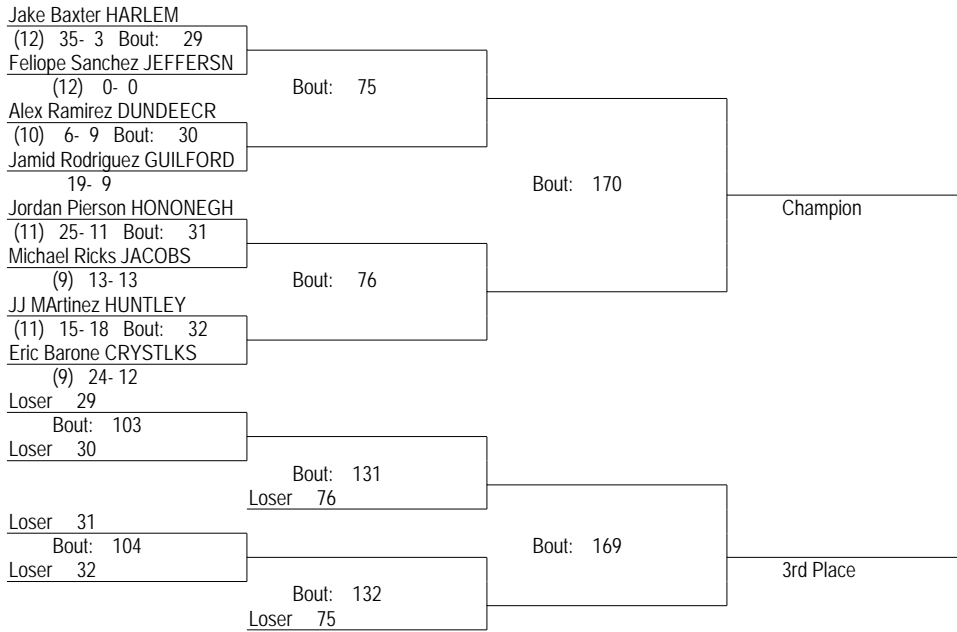 Jake Baxter HARLEM
(12) 35- 3 Bout: 29
Feliope Sanchez JEFFERSN
(12) 0- 0
Bout: 75
Alex Ramirez DUNDEECR
(10) 6- 9 Bout: 30
Jamid Rodriguez GUILFORD
19- 9
Bout: 170
Jordan Pierson HONONEGH
Champion
(11) 25- 11 Bout: 31
Michael Ricks JACOBS
(9) 13- 13
Bout: 76
JJ MArtinez HUNTLEY
(11) 15- 18 Bout: 32
Eric Barone CRYSTLKS
(9) 24- 12
Loser 29
Bout: 103
Loser 30
Bout: 131
Loser 76
Loser 31
Bout: 104
Bout: 169
Loser 32
3rd Place
Bout: 132
Loser 75